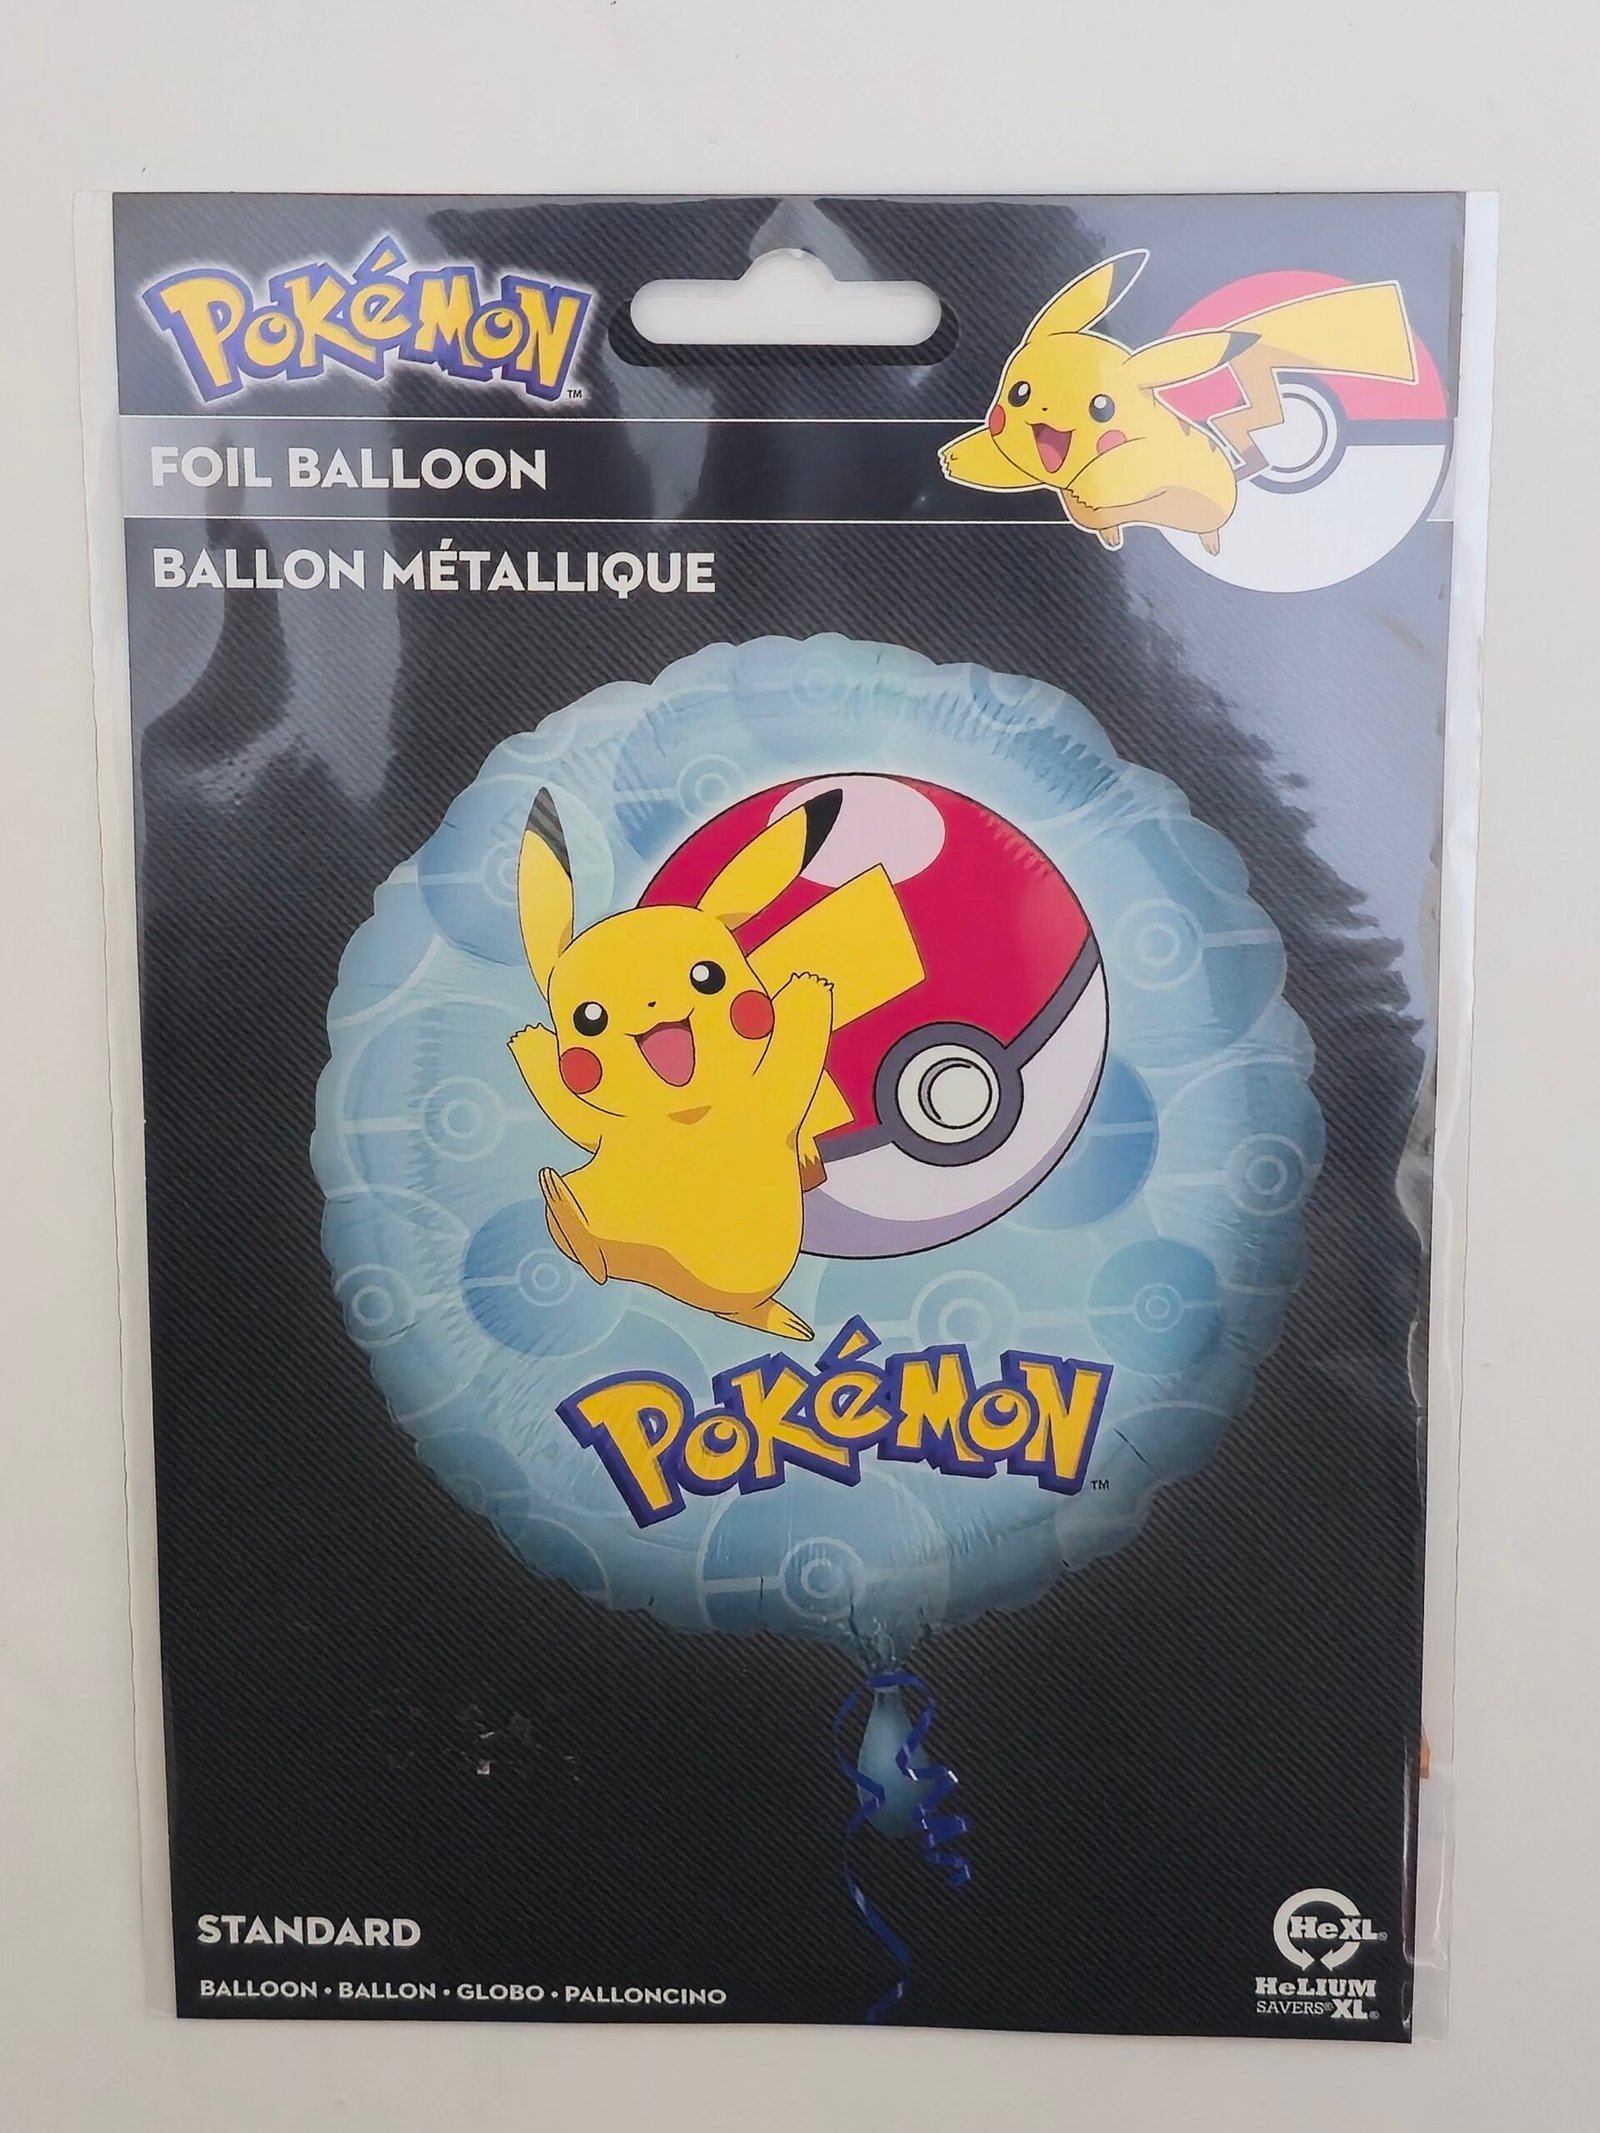 POKéMON
TM
FOIL BALLOON
BALLON MÉTALLIQUE
POKéMON
TM
STANDARD
BALLOON • BALLON • GLOBO • PALLONCINO
HeXL®
HeLIUM
SAVERS® XL®